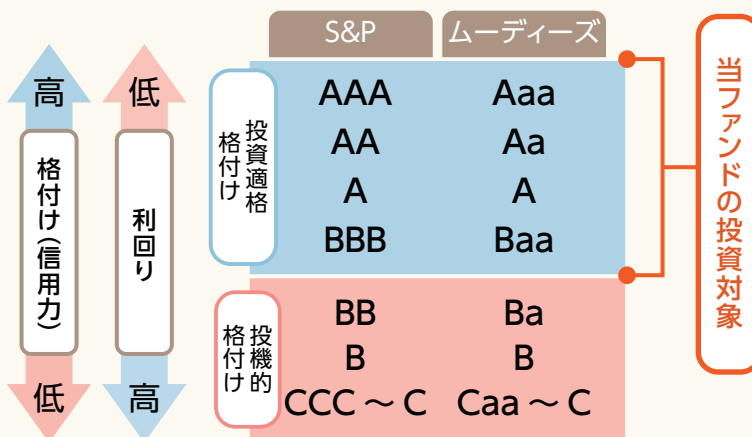 S&P ムーディーズ
高
格付け(信用力)
低
低
利回り
高
投資適格
格付け
AAA Aaa
AA Aa
A A
BBB Baa
投機的
格付け
BB Ba
B B
CCC ～ C Caa ～ C
当ファンドの投資対象